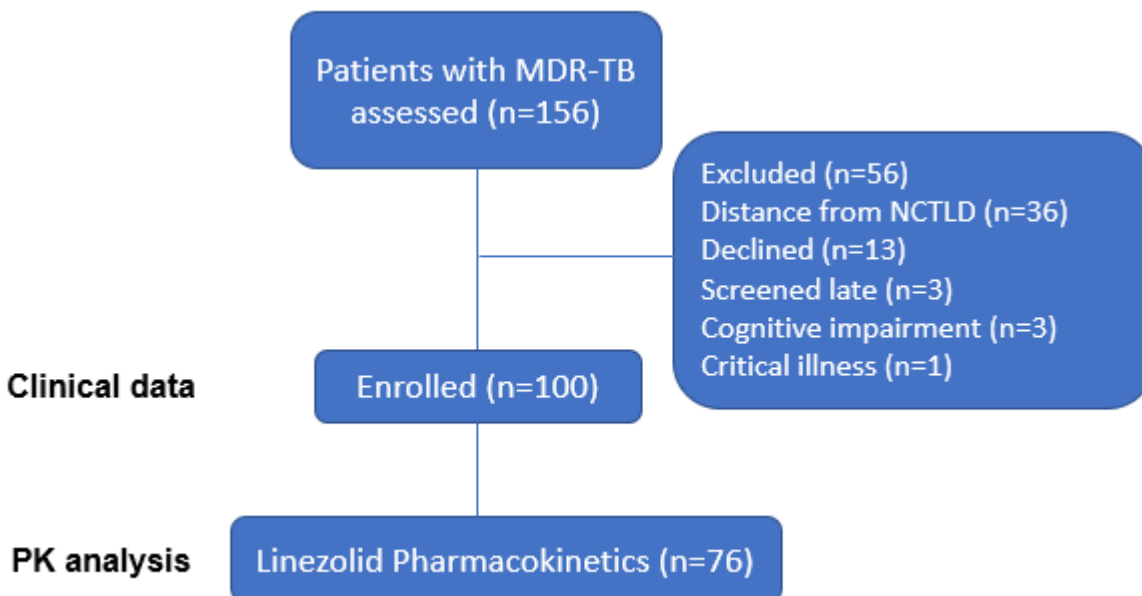 Patients with MDR-TB
assessed (n=156)
Excluded (n=56)
Distance from NCTLD (n=36)
Declined (n=13)
Screened late (n=3)
Cognitive impairment (n=3)
Critical illness (n=1)
Clinical data
Enrolled (n=100)
PK analysis
Linezolid Pharmacokinetics (n=76)